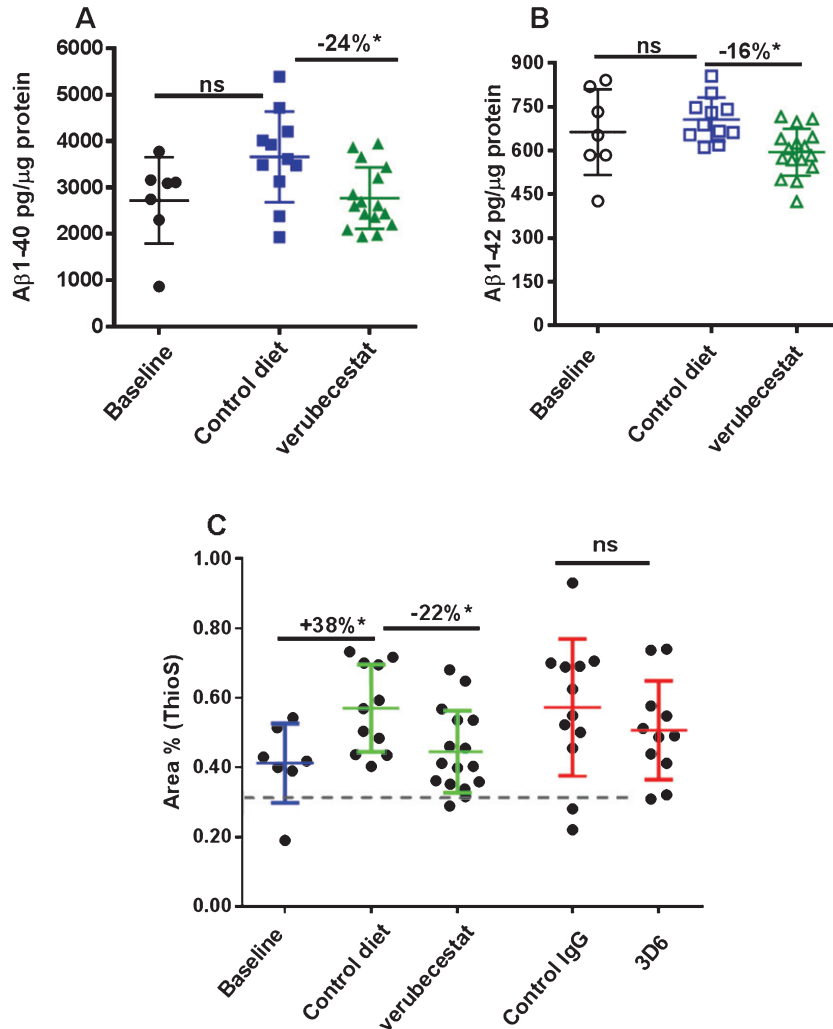 A
Aβ1-40 pg/μg protein
6000
5000
4000
3000
2000
1000
0
ns
-24%*
Baseline
Control diet
verubecestat
B
Aβ1-42 pg/μg protein
900
750
600
450
300
150
0
ns
-16%*
Baseline
Control diet
verubecestat
C
Area % (ThioS)
1.00
0.80
0.60
0.40
0.20
0.00
+38%*
-22%*
ns
Baseline
Control diet
verubecestat
Control IgG
3D6